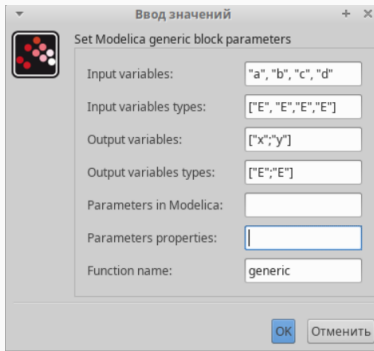 Ввод значений
Set Modelica generic block parameters
Input variables: "a", "b", "c", "d"
Input variables types: ["E", "E","E","E"]
Output variables: ["x";"y"]
Output variables types: ["E";"E"]
Parameters in Modelica:
Parameters properties:
Function name: generic
OK Отменить